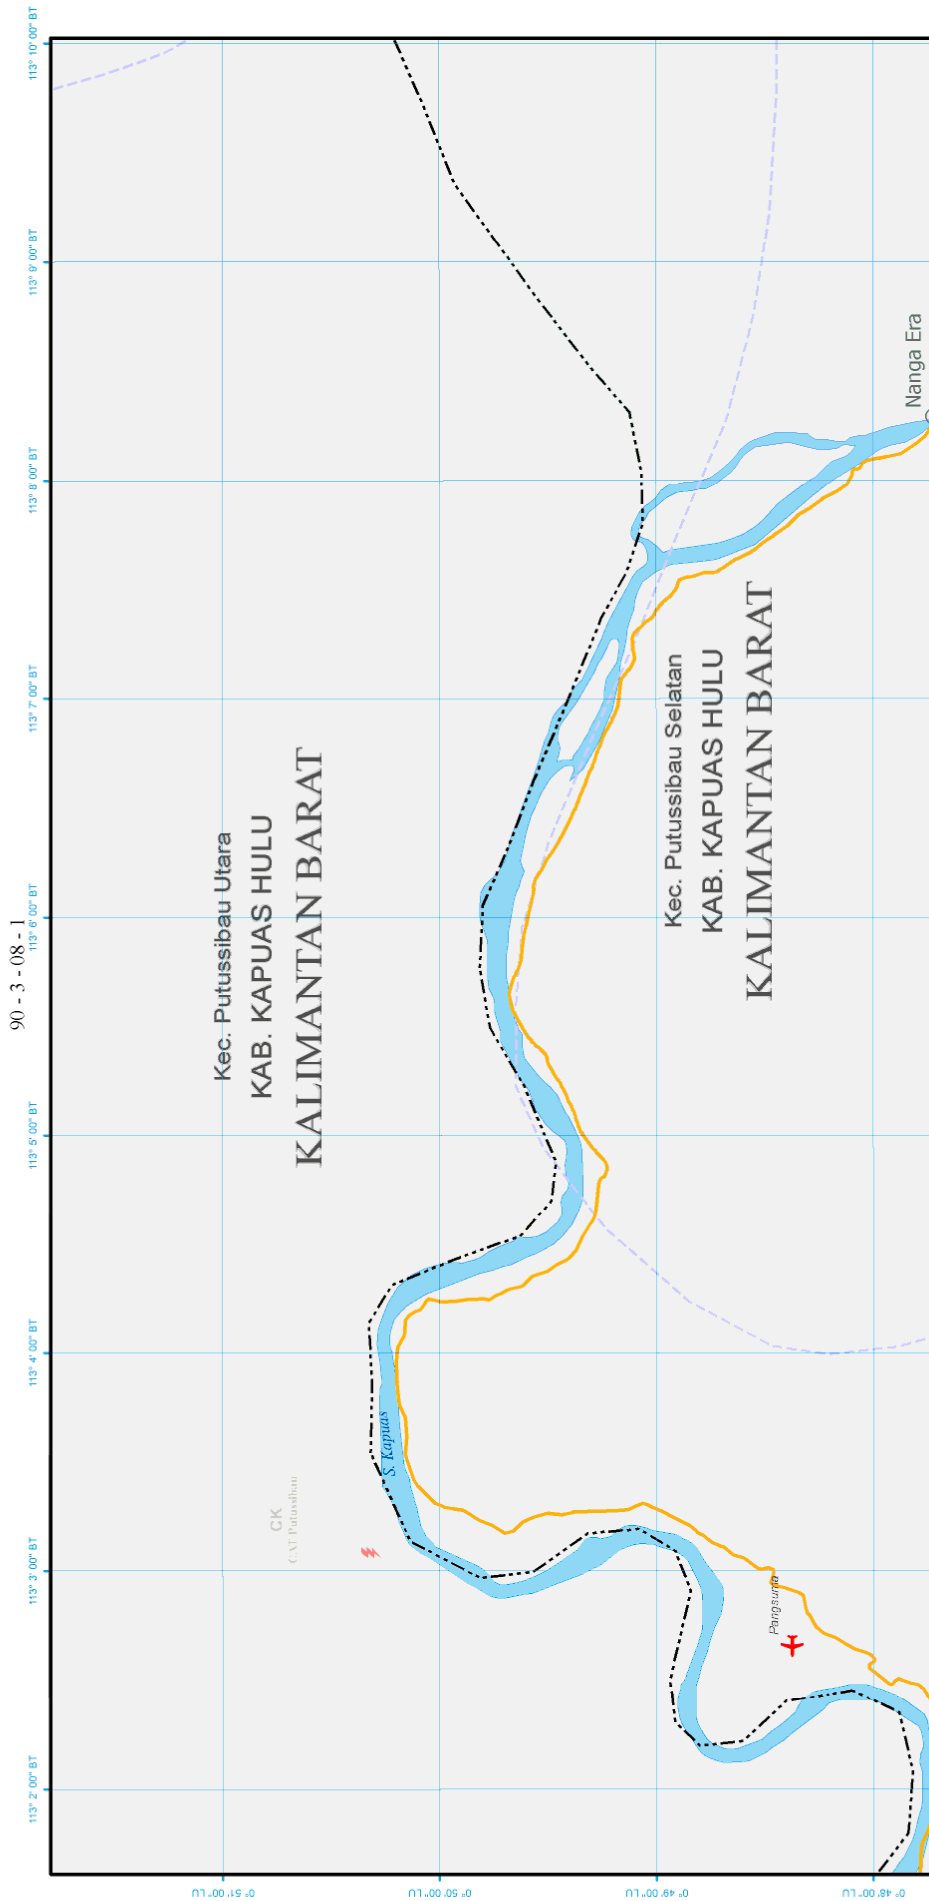 90 - 3 - 08 - 1
113° 2' 00" BT
113° 3' 00" BT
113° 4' 00" BT
113° 5' 00" BT
113° 6' 00" BT
113° 7' 00" BT
113° 8' 00" BT
113° 9' 00" BT
113° 10' 00" BT
Kec. Putussibau Utara
KAB. KAPUAS HULU
KALIMANTAN BARAT
CK
CAT Putussibau
S. Kapuas
Kec. Putussibau Selatan
KAB. KAPUAS HULU
KALIMANTAN BARAT
Pangsuma
Nanga Era
0° 51' 00" LU
0° 50' 00" LU
0° 49' 00" LU
0° 48' 00" LU